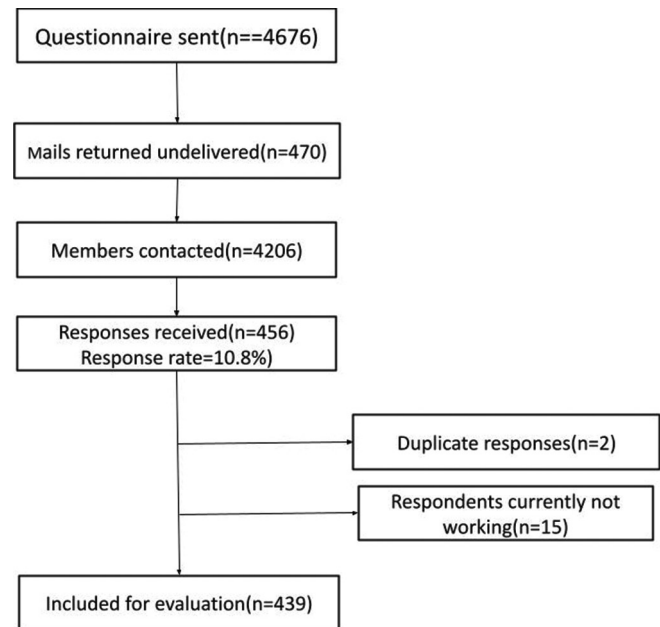 Questionnaire sent(n==4676)
Mails returned undelivered(n=470)
Members contacted(n=4206)
Responses received(n=456)
Response rate=10.8%)
Duplicate responses(n=2)
Respondents currently not
working(n=15)
Included for evaluation(n=439)